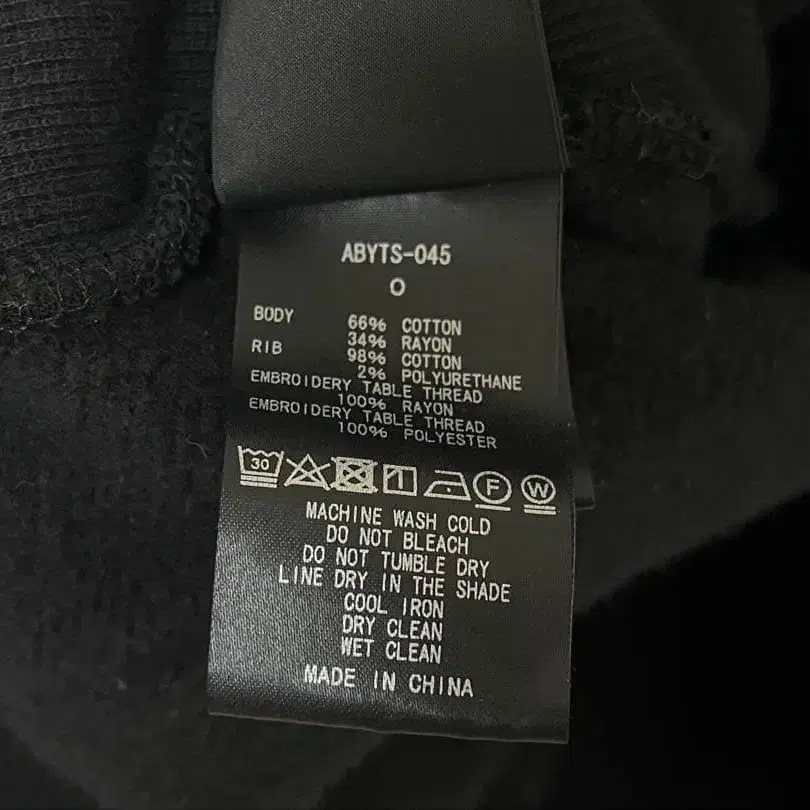 ABYTS-045
O
BODY 66% COTTON
34% RAYON
RIB 98% COTTON
2% POLYURETHANE
EMBROIDERY TABLE THREAD
100% RAYON
EMBROIDERY TABLE THREAD
100% POLYESTER
30 F W
MACHINE WASH COLD
DO NOT BLEACH
DO NOT TUMBLE DRY
LINE DRY IN THE SHADE
COOL IRON
DRY CLEAN
WET CLEAN
MADE IN CHINA